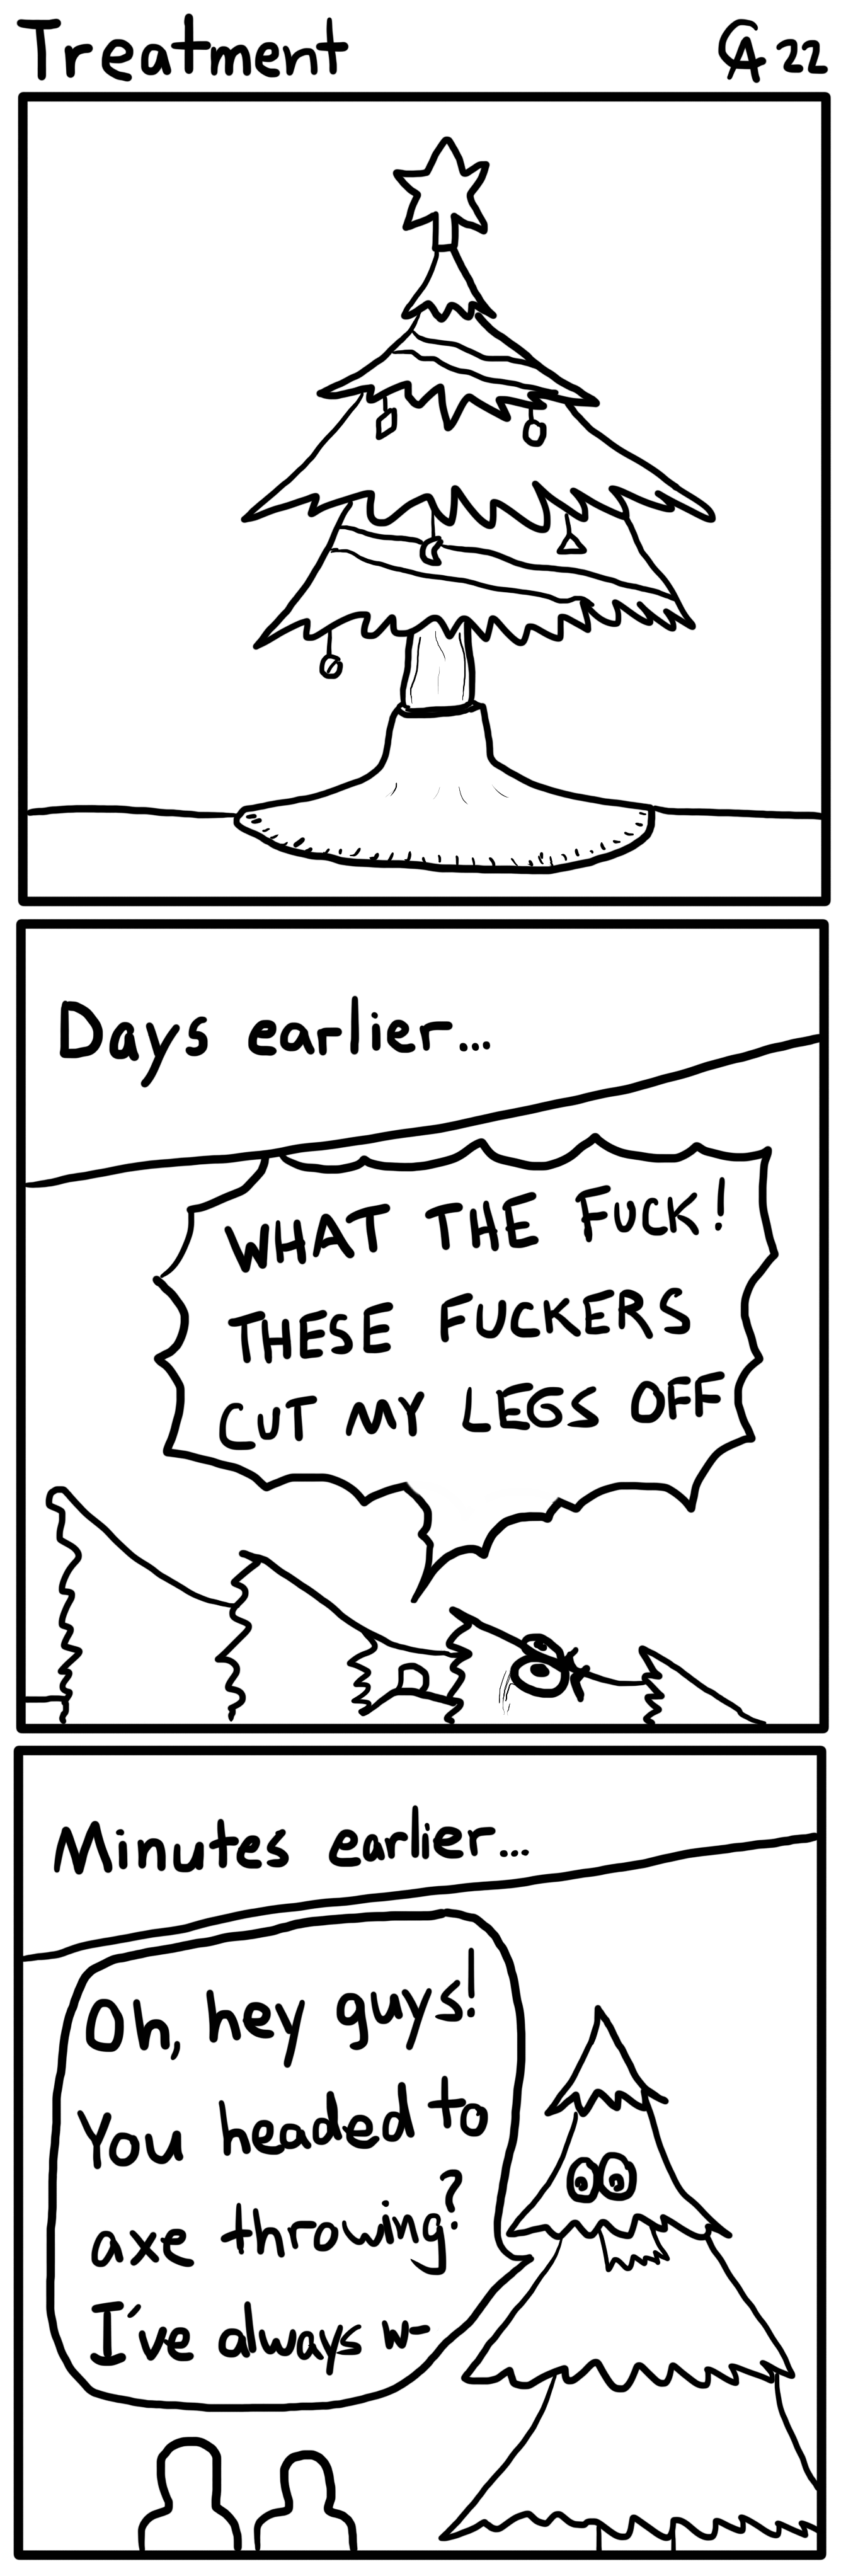 Treatment
CA 22
Days earlier...
WHAT THE FUCK!
THESE FUCKERS
CUT MY LEGS OFF
Minutes earlier...
Oh, hey guys!
You headed to
axe throwing?
I've always w-